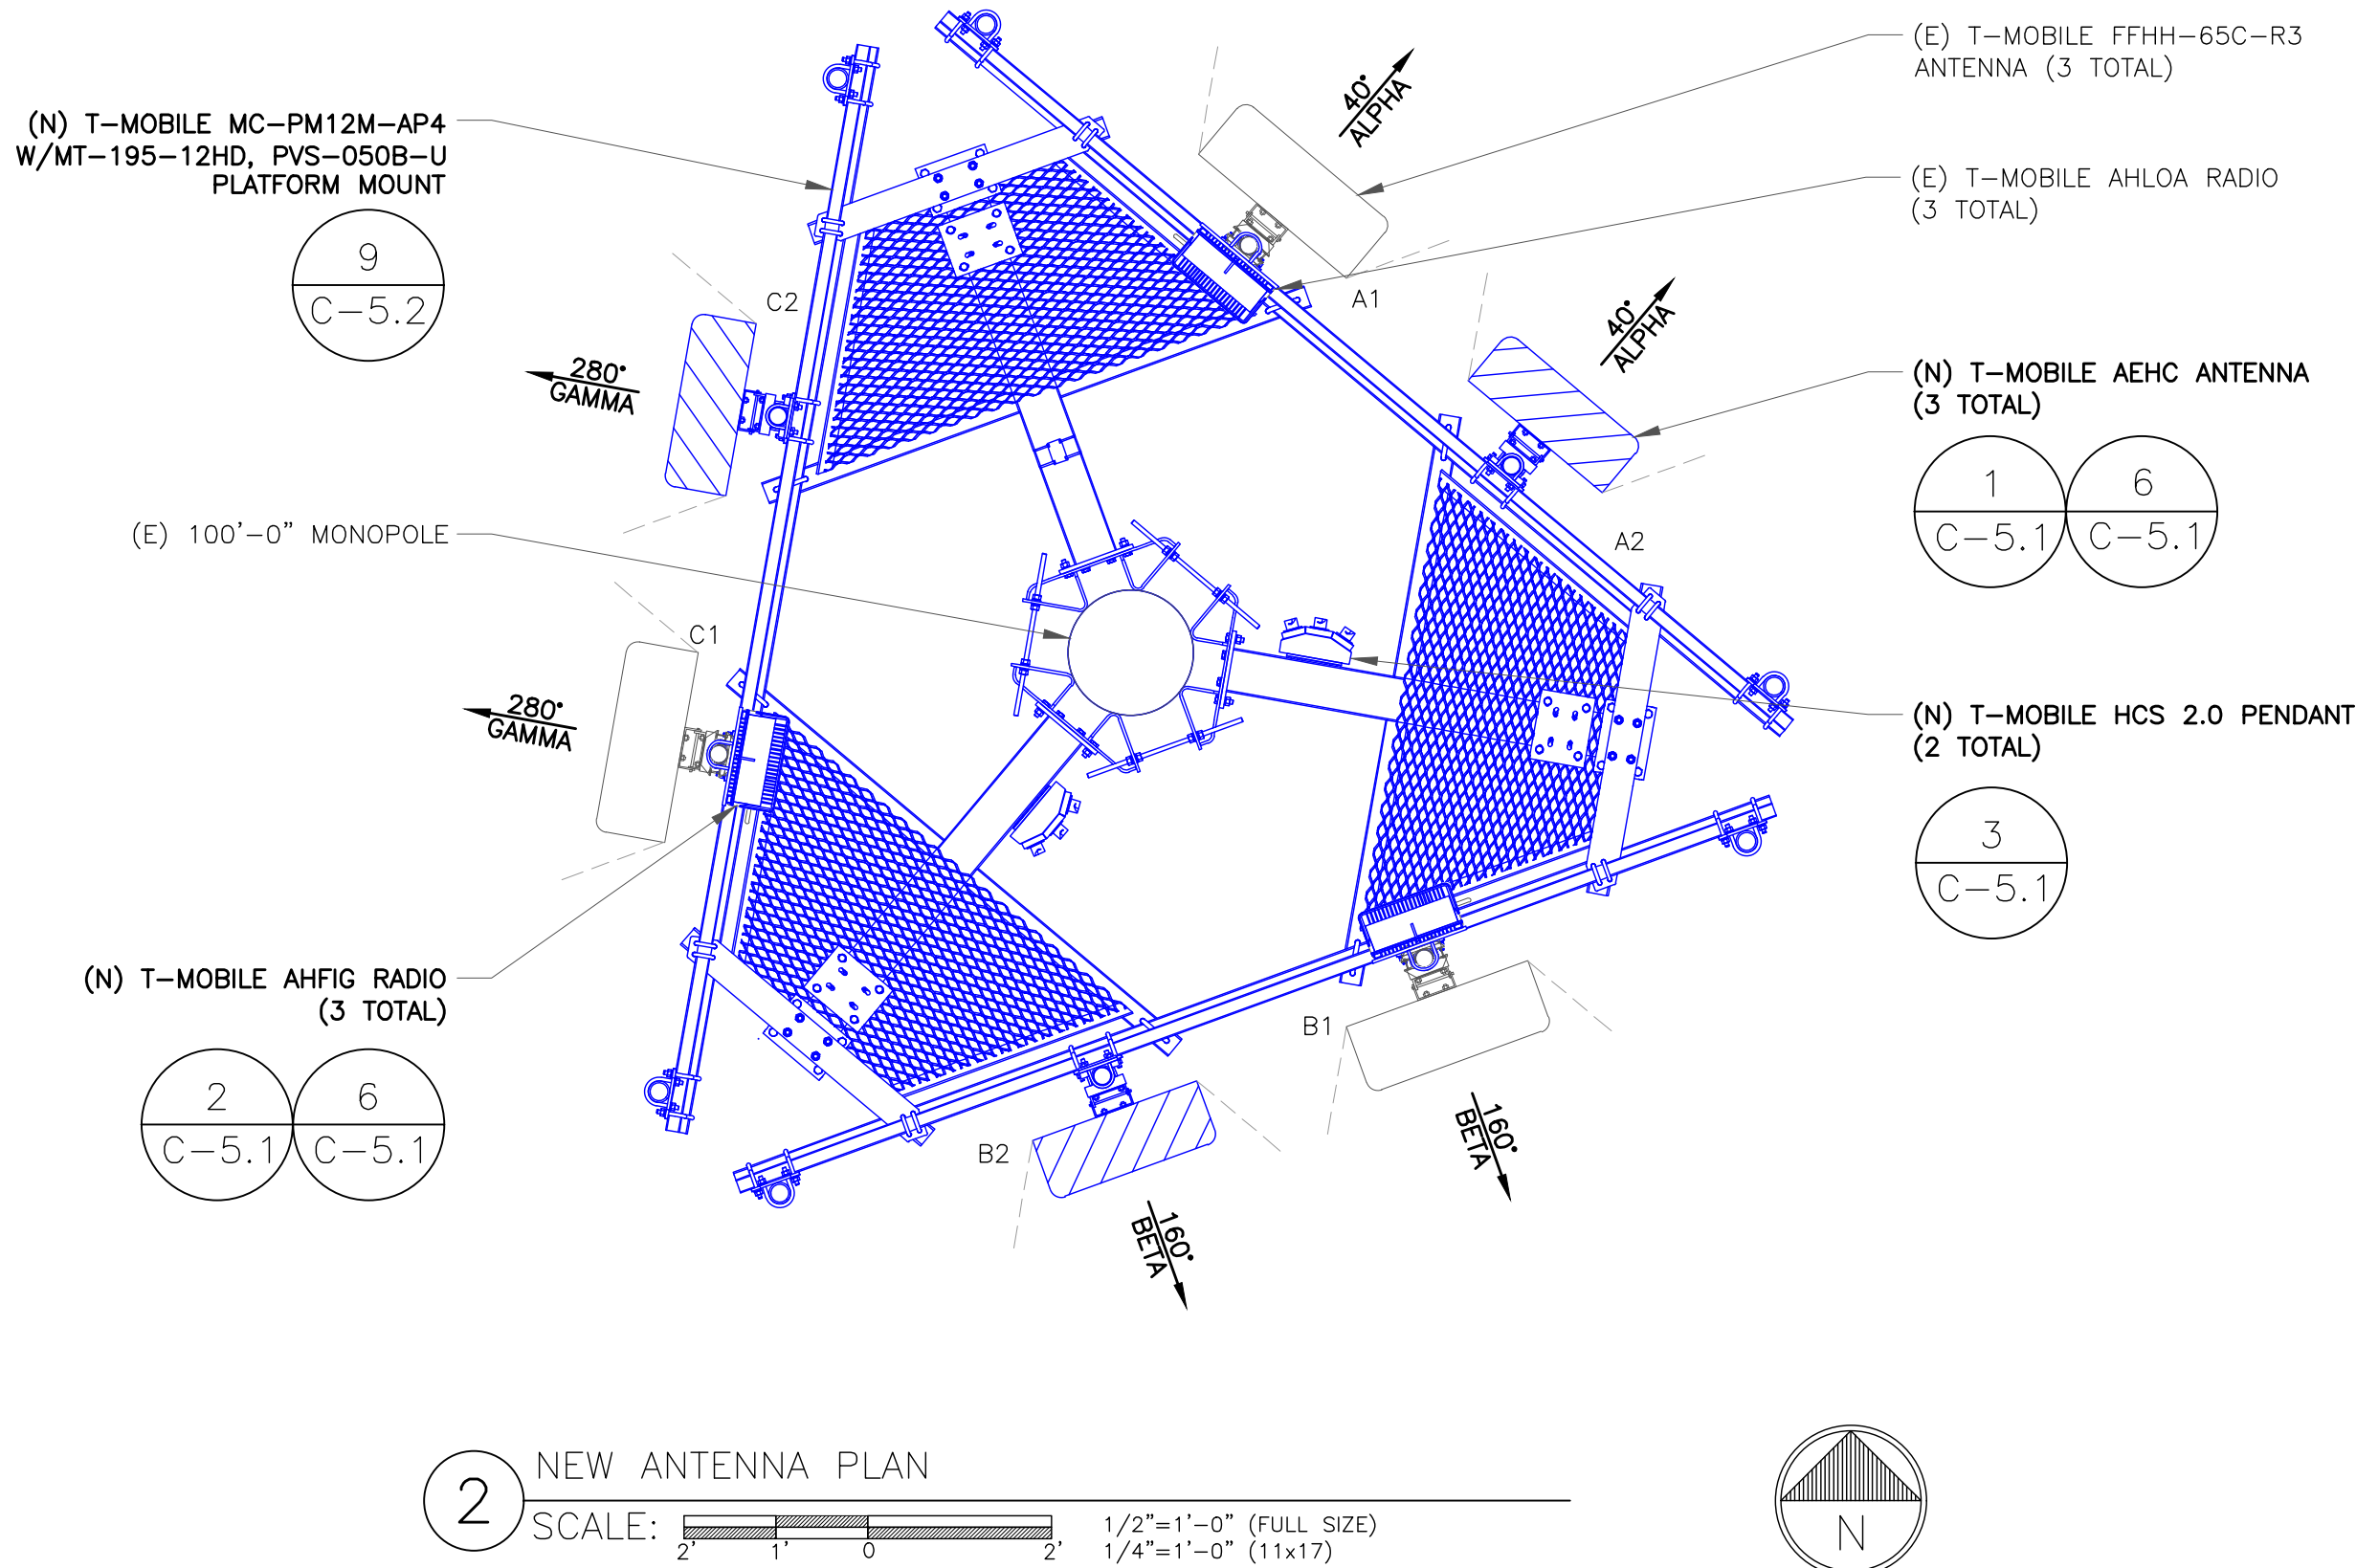 (N) T-MOBILE MC-PM12M-AP4
W/MT-195-12HD, PVS-050B-U
PLATFORM MOUNT
9
C-5.2
(E) 100'-0" MONOPOLE
(N) T-MOBILE AHFIG RADIO
(3 TOTAL)
2
C-5.1
6
C-5.1
C2
280°
GAMMA
C1
280°
GAMMA
40°
ALPHA
A1
40°
ALPHA
A2
B1
160°
BETA
B2
160°
BETA
(E) T-MOBILE FFHH-65C-R3
ANTENNA (3 TOTAL)
(E) T-MOBILE AHLOA RADIO
(3 TOTAL)
(N) T-MOBILE AEHC ANTENNA
(3 TOTAL)
1
C-5.1
6
C-5.1
(N) T-MOBILE HCS 2.0 PENDANT
(2 TOTAL)
3
C-5.1
2
NEW ANTENNA PLAN
SCALE:
2' 1' 0 2'
1/2"=1'-0" (FULL SIZE)
1/4"=1'-0" (11x17)
N